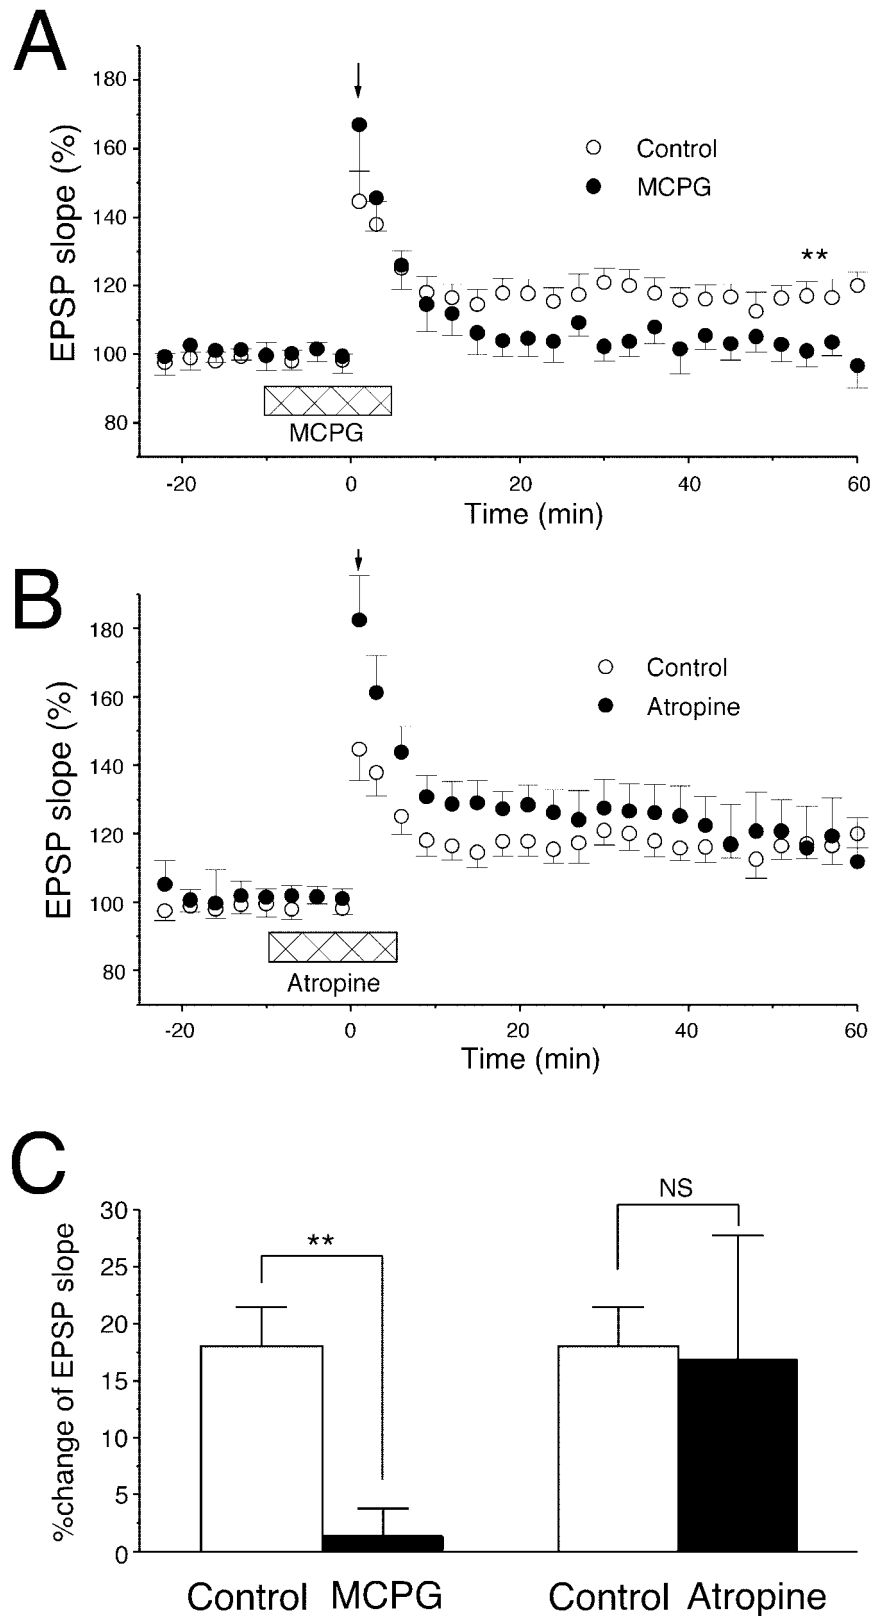 A
180
160
140
120
100
80
EPSP slope (%)
Control
MCPG
**
MCPG
-20 0 20 40 60
Time (min)
B
180
160
140
120
100
80
EPSP slope (%)
Control
Atropine
Atropine
-20 0 20 40 60
Time (min)
C
30
25
20
15
10
5
0
%change of EPSP slope
** NS
Control MCPG Control Atropine